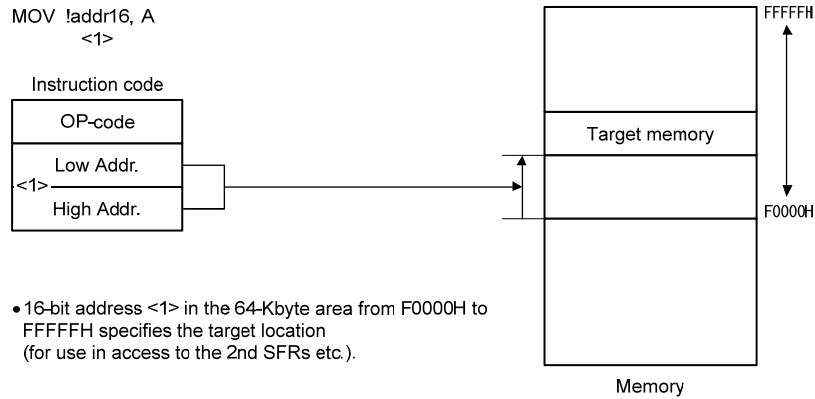 MOV !addr16, A
<1>
Instruction code
OP-code
Low Addr.
<1>
High Addr.
FFFFFH
Target memory
F0000H
• 16-bit address <1> in the 64-Kbyte area from F0000H to
FFFFFH specifies the target location
(for use in access to the 2nd SFRs etc.).
Memory